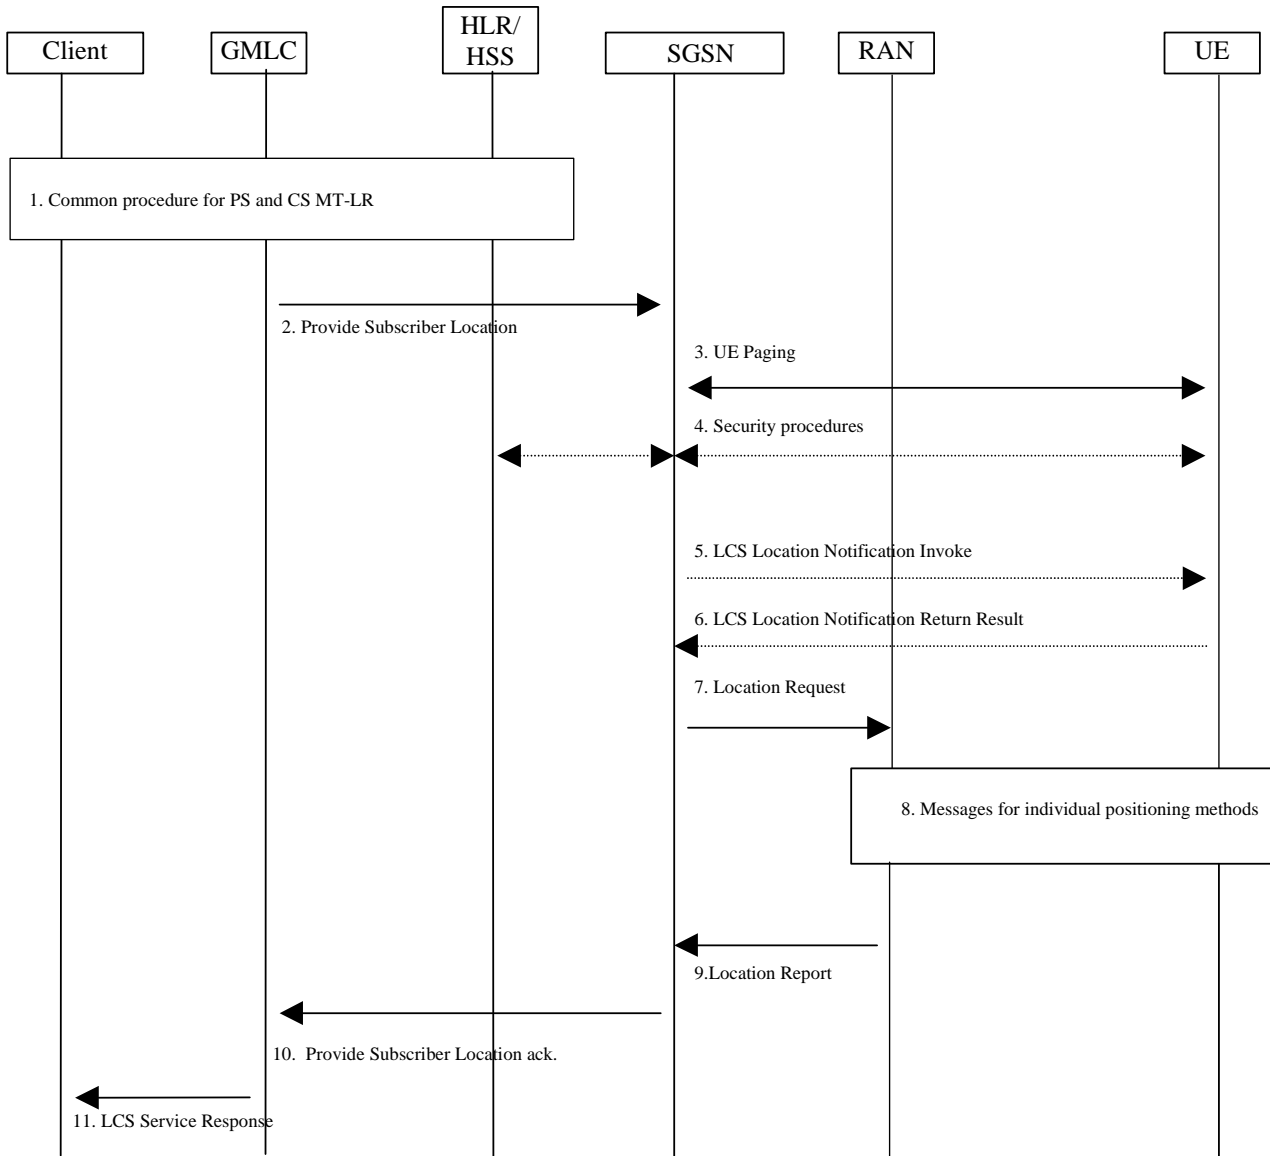 Client
GMLC
HLR/
HSS
SGSN
RAN
UE
1. Common procedure for PS and CS MT-LR
2. Provide Subscriber Location
3. UE Paging
4. Security procedures
5. LCS Location Notification Invoke
6. LCS Location Notification Return Result
7. Location Request
8. Messages for individual positioning methods
9.Location Report
10. Provide Subscriber Location ack.
11. LCS Service Response